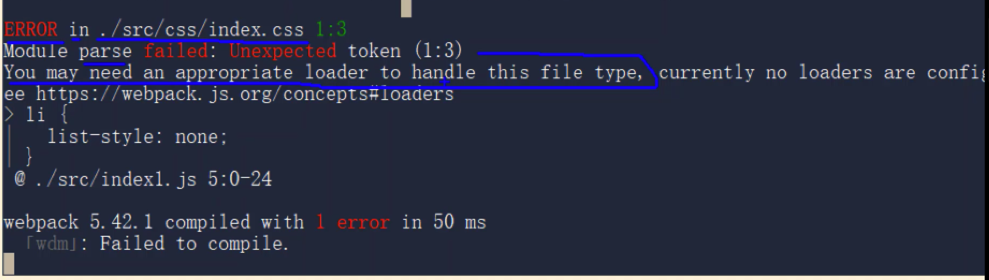 ERROR in ./src/css/index.css 1:3
Module parse failed: Unexpected token (1:3)
You may need an appropriate loader to handle this file type, currently no loaders are config
ee https://webpack.js.org/concepts#loaders
> li {
|   list-style: none;
| }
@ ./src/index1.js 5:0-24
webpack 5.42.1 compiled with 1 error in 50 ms
「wdm」: Failed to compile.